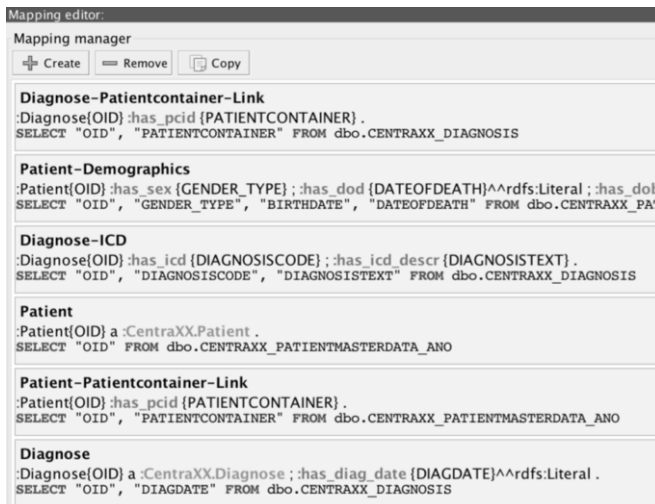 Mapping editor:
Mapping manager
Create Remove Copy
Diagnose-Patientcontainer-Link
:Diagnose{OID} :has_pcid {PATIENTCONTAINER} .
SELECT "OID", "PATIENTCONTAINER" FROM dbo.CENTRAXX_DIAGNOSIS
Patient-Demographics
:Patient{OID} :has_sex {GENDER_TYPE} ; :has_dod {DATEOFDEATH}^^rdfs:Literal ; :has_dob
SELECT "OID", "GENDER_TYPE", "BIRTHDATE", "DATEOFDEATH" FROM dbo.CENTRAXX_PAT
Diagnose-ICD
:Diagnose{OID} :has_icd {DIAGNOSISCODE} ; :has_icd_descr {DIAGNOSISTEXT} .
SELECT "OID", "DIAGNOSISCODE", "DIAGNOSISTEXT" FROM dbo.CENTRAXX_DIAGNOSIS
Patient
:Patient{OID} a :CentraXX.Patient .
SELECT "OID" FROM dbo.CENTRAXX_PATIENTMASTERDATA_ANO
Patient-Patientcontainer-Link
:Patient{OID} :has_pcid {PATIENTCONTAINER} .
SELECT "OID", "PATIENTCONTAINER" FROM dbo.CENTRAXX_PATIENTMASTERDATA_ANO
Diagnose
:Diagnose{OID} a :CentraXX.Diagnose ; :has_diag_date {DIAGDATE}^^rdfs:Literal .
SELECT "OID", "DIAGDATE" FROM dbo.CENTRAXX_DIAGNOSIS